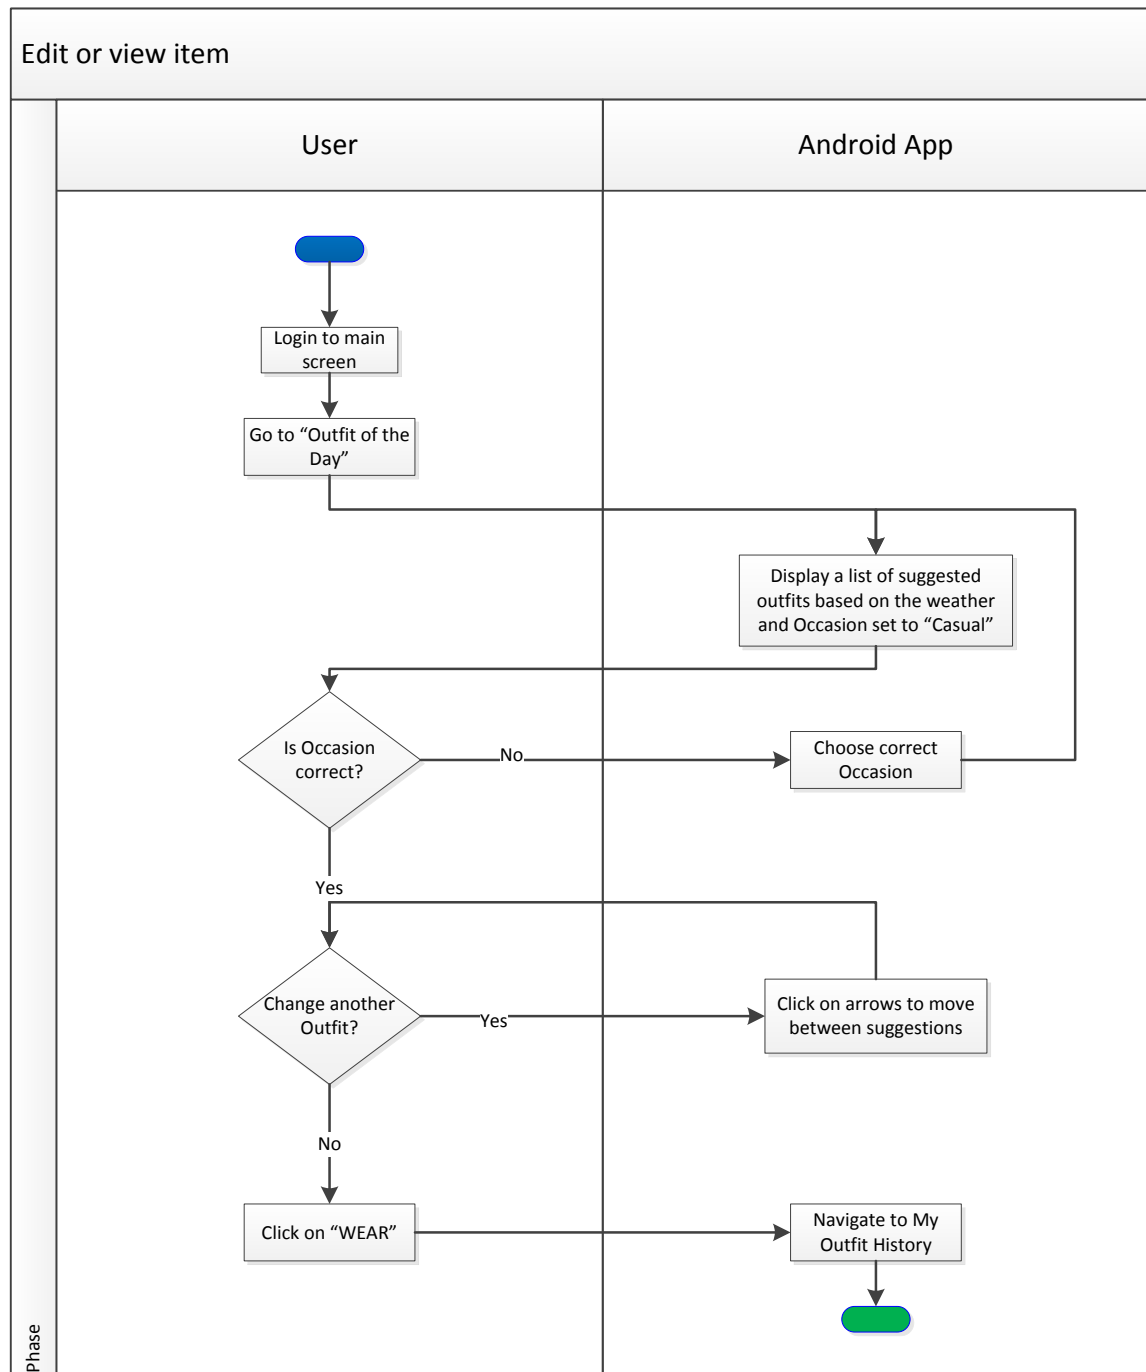 Edit or view item
User
Android App
Login to main
screen
Go to “Outfit of the
Day”
Display a list of suggested
outfits based on the weather
and Occasion set to “Casual”
Is Occasion
correct?
No
Choose correct
Occasion
Yes
Change another
Outfit?
Yes
Click on arrows to move
between suggestions
No
Click on “WEAR”
Navigate to My
Outfit History
Phase